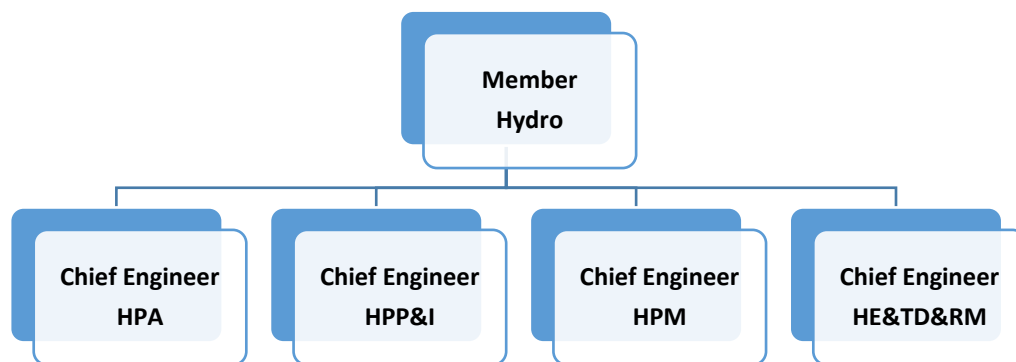 Member
Hydro
Chief Engineer
HPA
Chief Engineer
HPP&I
Chief Engineer
HPM
Chief Engineer
HE&TD&RM